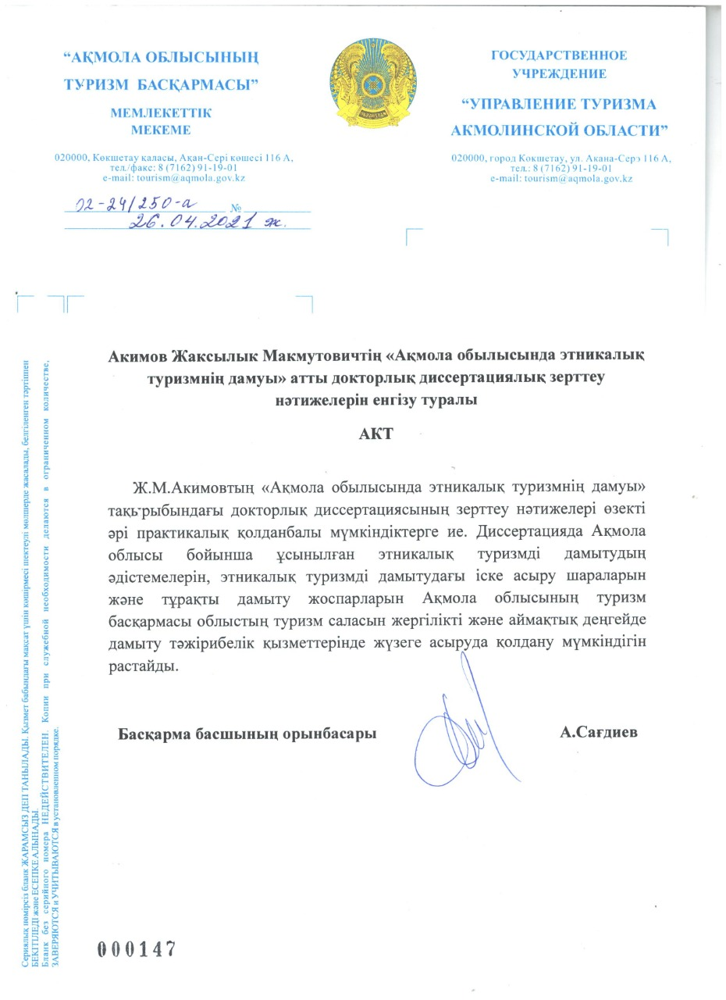 “АҚМОЛА ОБЛЫСЫНЫҢ
ТУРИЗМ БАСҚАРМАСЫ”
МЕМЛЕКЕТТІК
МЕКЕМЕ
020000, Көкшетау қаласы, Ақан-Сері көшесі 116 А,
тел./факс: 8 (7162) 91-19-01
e-mail: tourism@aqmola.gov.kz
ҚАЗАҚСТАН
ГОСУДАРСТВЕННОЕ
УЧРЕЖДЕНИЕ
“УПРАВЛЕНИЕ ТУРИЗМА
АКМОЛИНСКОЙ ОБЛАСТИ”
020000, город Кокшетау, ул. Акана-Серэ 116 А,
тел.: 8 (7162) 91-19-01
e-mail: tourism@aqmola.gov.kz
02-24/250-а №
26.04.2021 ж.
Акимов Жаксылык Макмутовичтің «Ақмола обылысында этникалық
туризмнің дамуы» атты докторлық диссертациялық зерттеу
нәтижелерін енгізу туралы
АКТ
Ж.М.Акимовтың «Ақмола обылысында этникалық туризмнің дамуы»
тақырыбындағы докторлық диссертациясының зерттеу нәтижелері өзекті
әрі практикалық қолданбалы мүмкіндіктерге ие. Диссертацияда Ақмола
облысы бойынша ұсынылған этникалық туризмді дамытудың
әдістемелерін, этникалық туризмді дамытудағы іске асыру шараларын
және тұрақты дамыту жоспарларын Ақмола облысының туризм
басқармасы облыстың туризм саласын жергілікті және аймақтық деңгейде
дамыту тәжірибелік қызметтерінде жүзеге асыруда қолдану мүмкіндігін
растайды.
Басқарма басшының орынбасары А.Сағдиев
Сериялық нөмірсіз бланк ЖАРАМСЫЗ ДЕП ТАНЫЛАДЫ. Қызмет бабындағы мақсат үшін көшірмесі шектеулі мөлшерде жасалады, белгіленген тәртіппен
БЕКІТІЛЕДІ және ЕСЕПКЕ АЛЫНАДЫ.
Бланк без серийного номера НЕДЕЙСТВИТЕЛЕН. Копии при служебной необходимости делаются в ограниченном количестве,
ЗАВЕРЯЮТСЯ и УЧИТЫВАЮТСЯ в установленном порядке.
000147